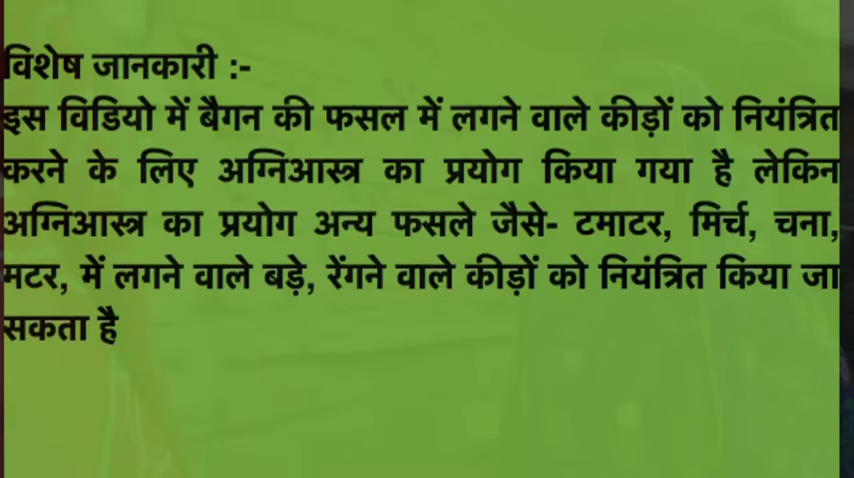 विशेष जानकारी :-
इस विडियो में बैगन की फसल में लगने वाले कीड़ों को नियंत्रित
करने के लिए अग्निआस्त्र का प्रयोग किया गया है लेकिन
अग्निआस्त्र का प्रयोग अन्य फसले जैसे- टमाटर, मिर्च, चना,
मटर, में लगने वाले बड़े, रेंगने वाले कीड़ों को नियंत्रित किया जा
सकता है